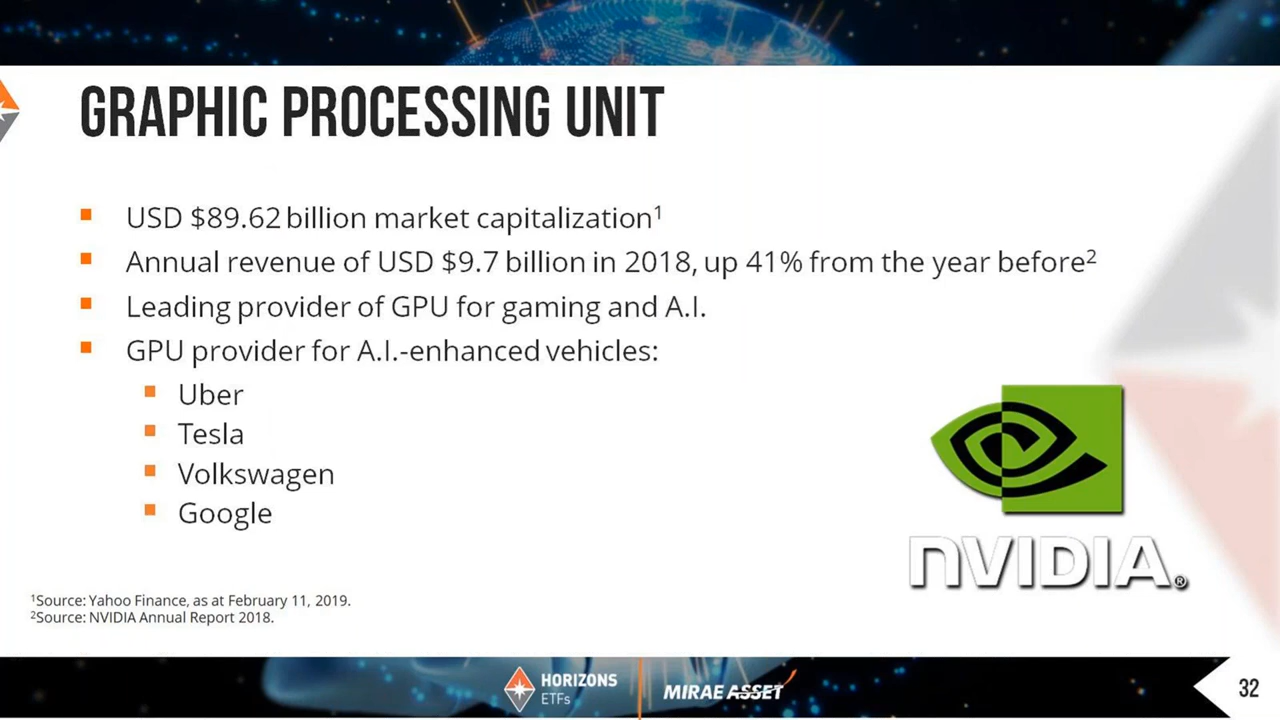 GRAPHIC PROCESSING UNIT
USD $89.62 billion market capitalization¹
Annual revenue of USD $9.7 billion in 2018, up 41% from the year before²
Leading provider of GPU for gaming and A.I.
GPU provider for A.I.-enhanced vehicles:
Uber
Tesla
Volkswagen
Google
NVIDIA®
¹Source: Yahoo Finance, as at February 11, 2019.
²Source: NVIDIA Annual Report 2018.
HORIZONS
ETFs
MIRAE ASSET
32